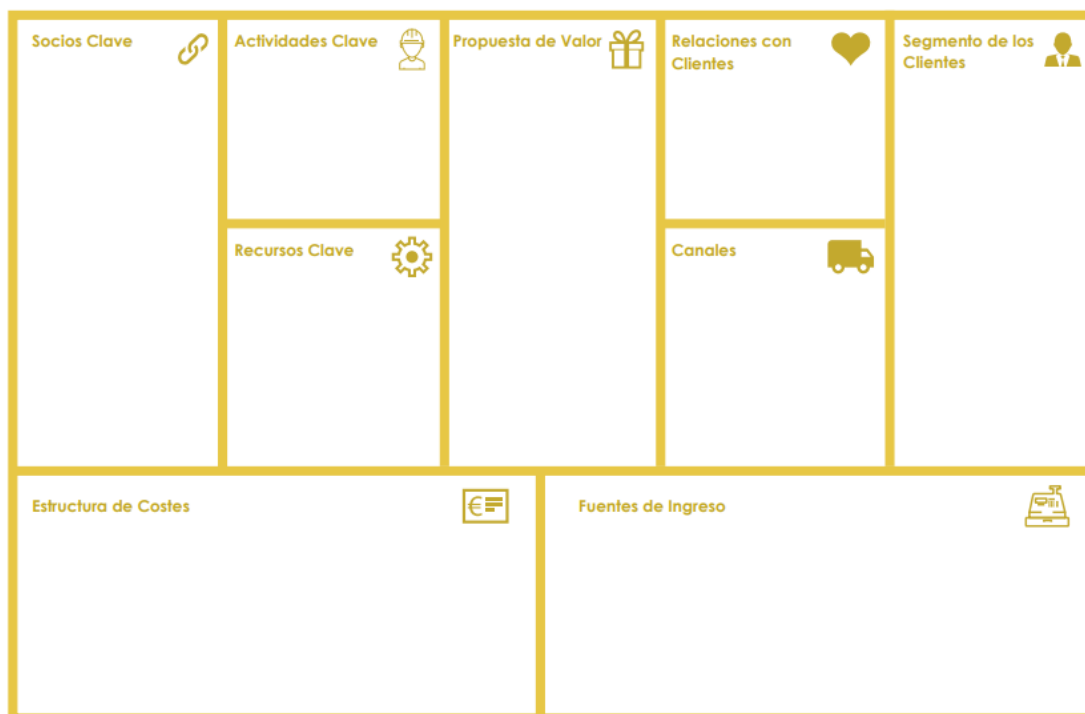 Socios Clave
Actividades Clave
Propuesta de Valor
Relaciones con
Clientes
Segmento de los
Clientes
Recursos Clave
Canales
Estructura de Costes
€
Fuentes de Ingreso